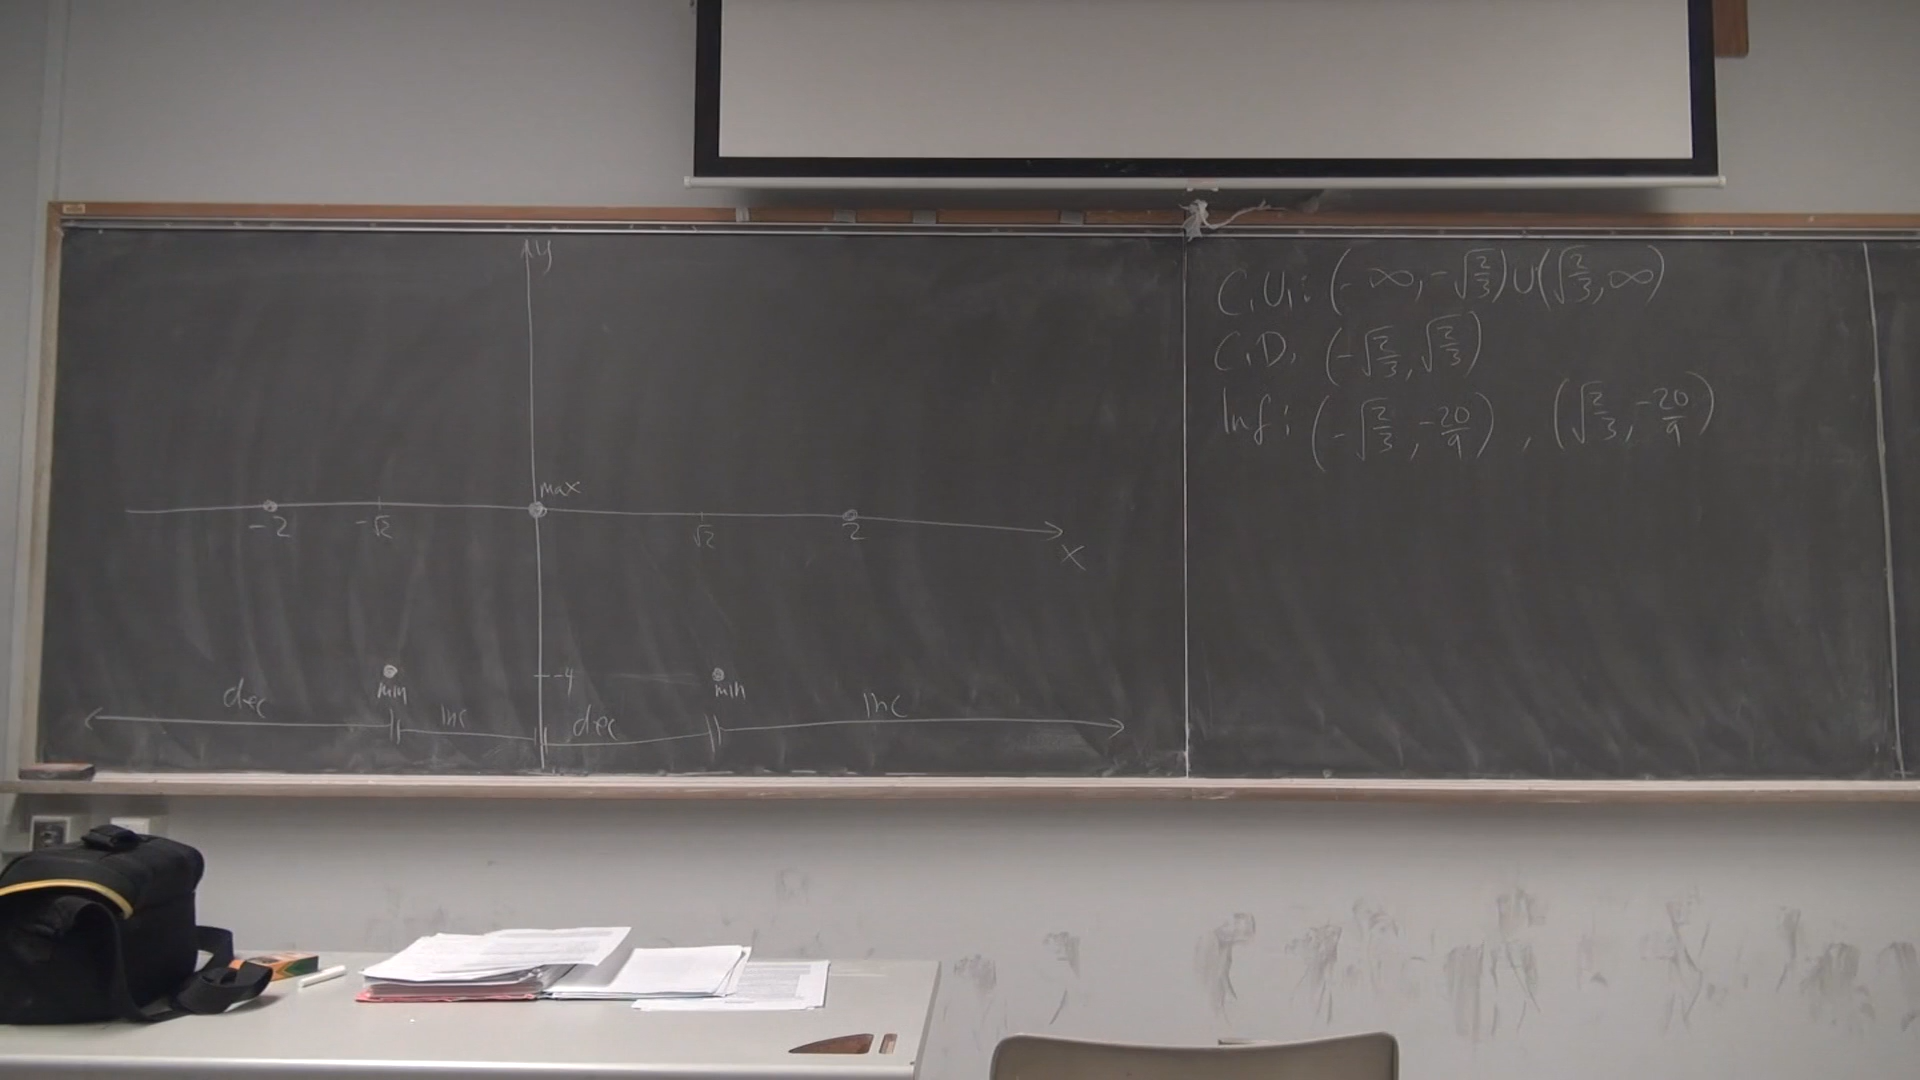 y
max
-2 -√2 √2 2
x
-4
min min
dec inc dec inc
C.U.: (-∞, -√(2/3)) ∪ (√(2/3), ∞)
C.D. (-√(2/3), √(2/3))
Inf: (-√(2/3), -20/9) , (√(2/3), -20/9)